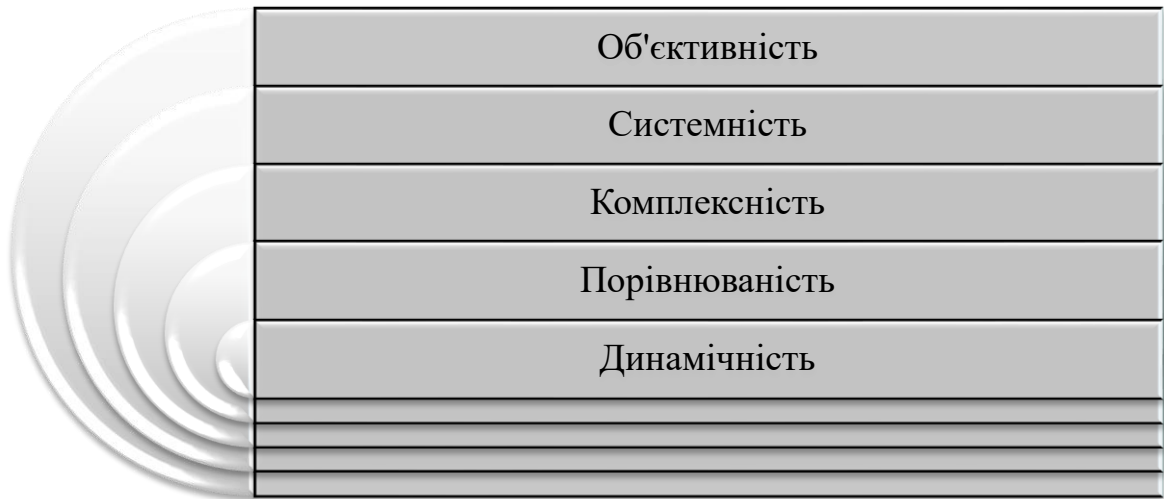 Об'єктивність
Системність
Комплексність
Порівнюваність
Динамічність